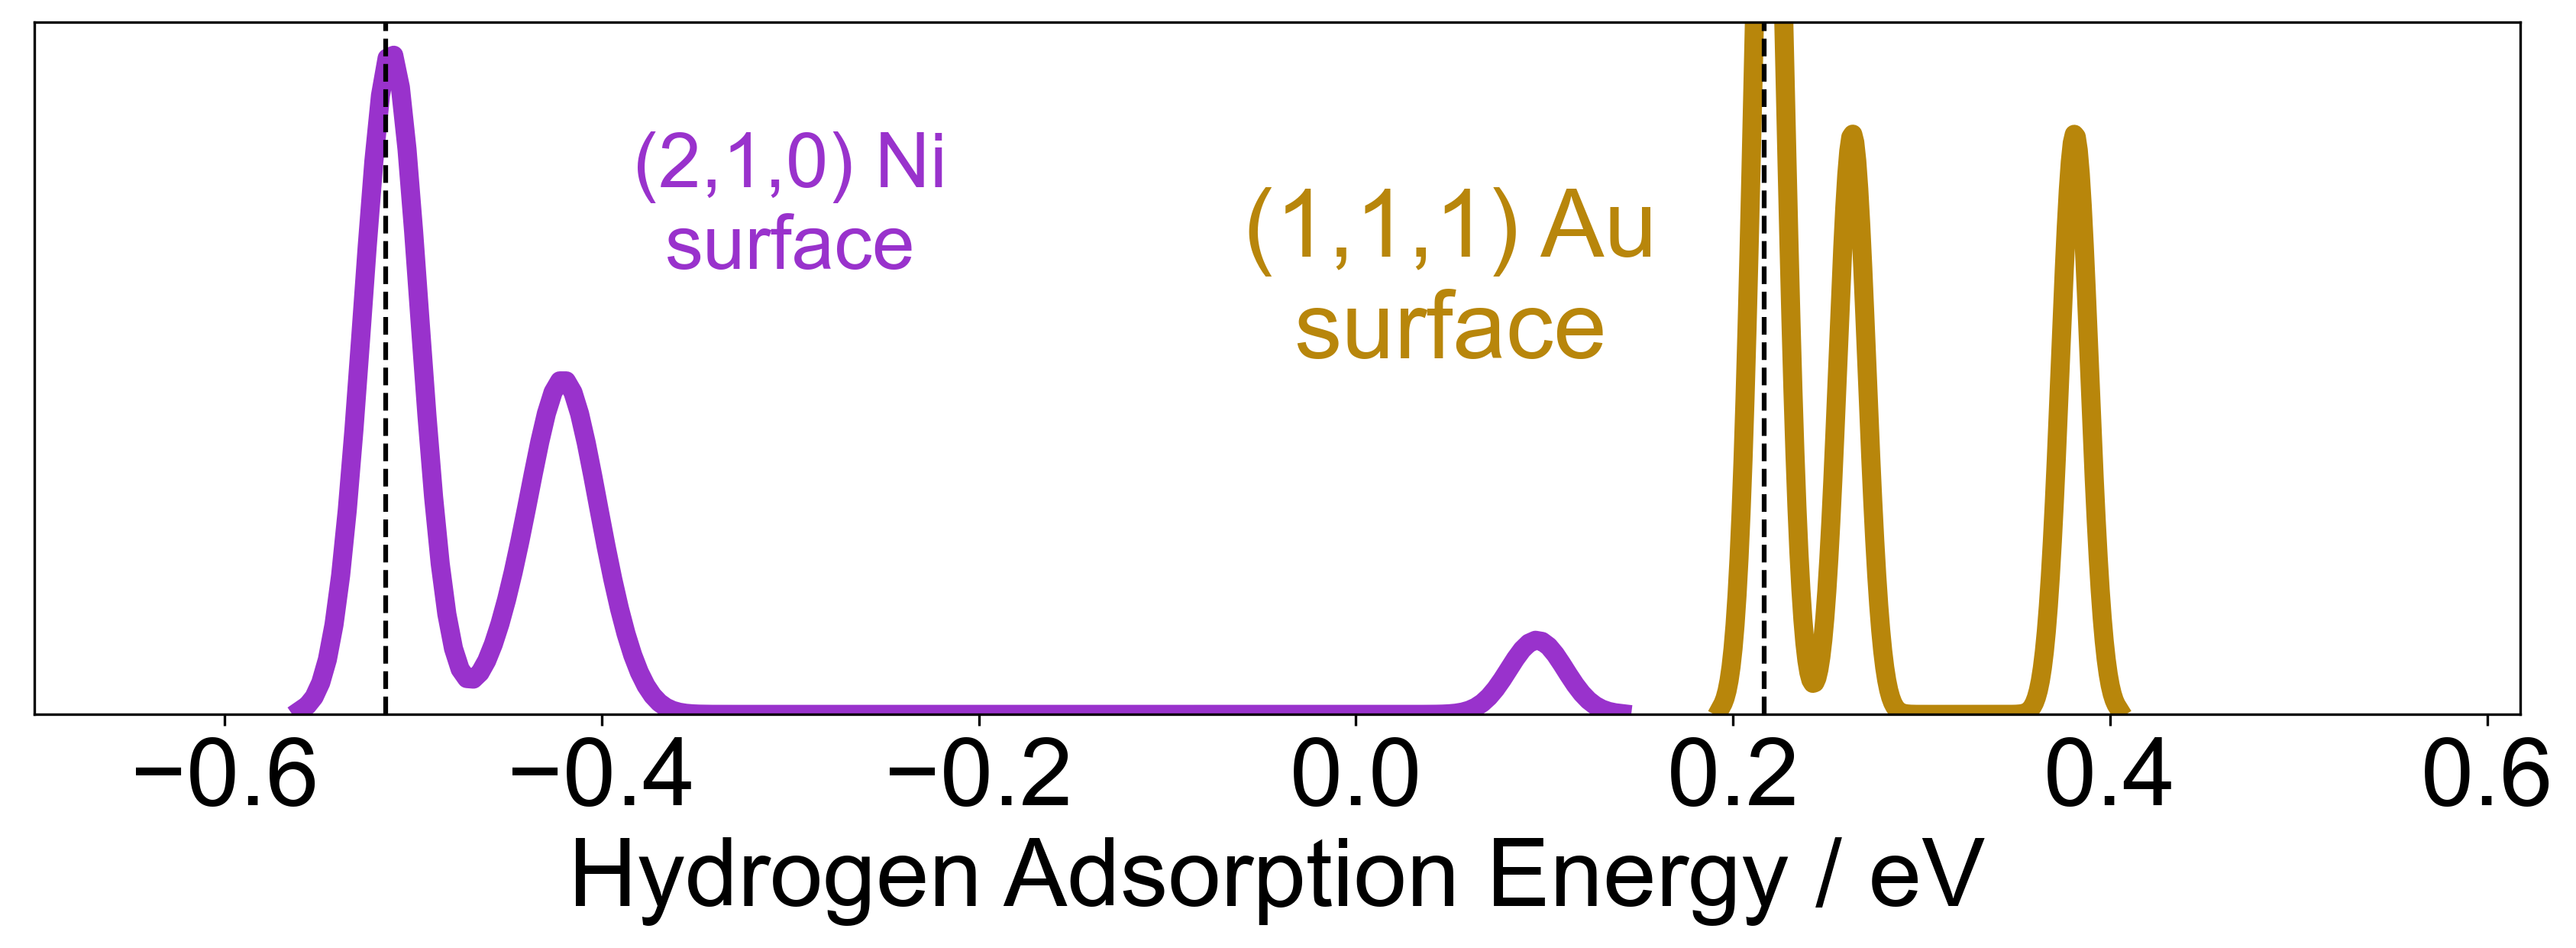 (2,1,0) Ni
surface
(1,1,1) Au
surface
−0.6 −0.4 −0.2 0.0 0.2 0.4 0.6
Hydrogen Adsorption Energy / eV